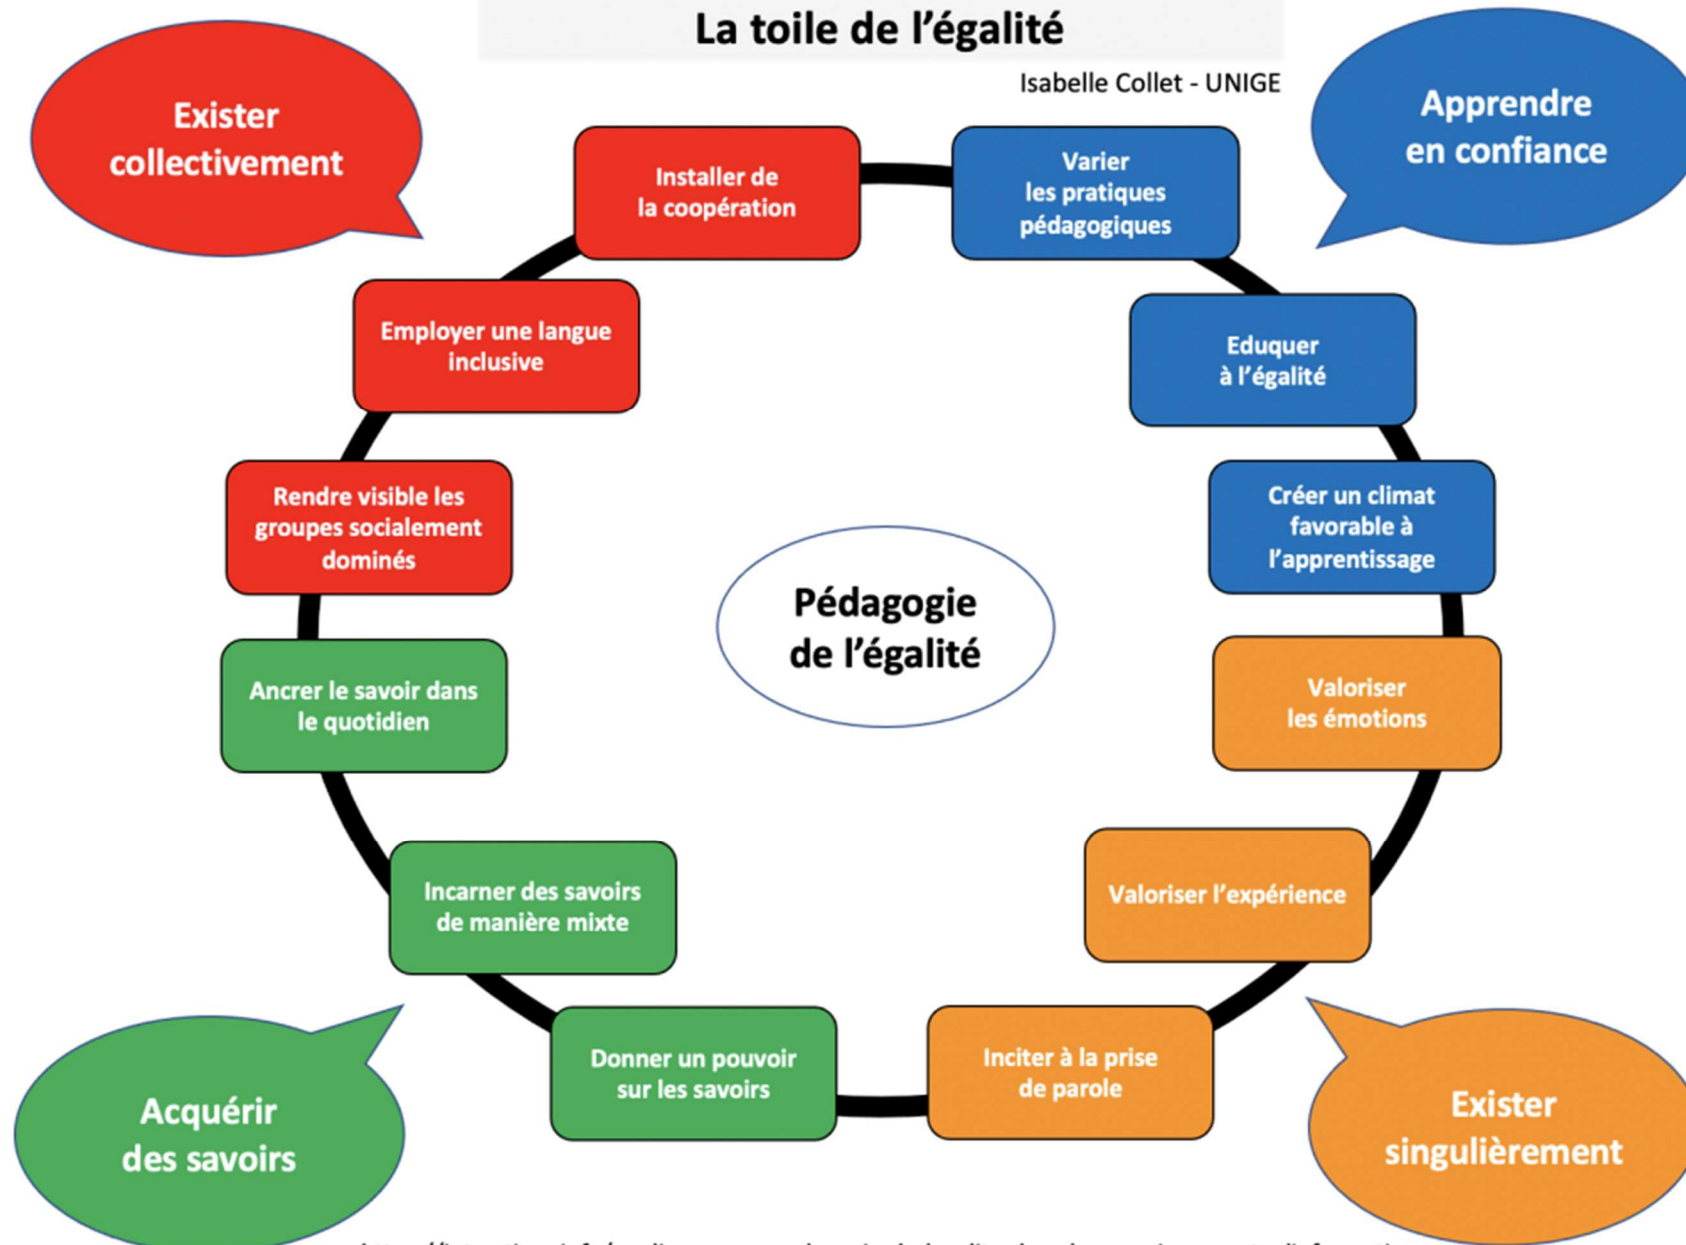 La toile de l'égalité
Isabelle Collet - UNIGE
Exister
collectivement
Apprendre
en confiance
Installer de
la coopération
Varier
les pratiques
pédagogiques
Employer une langue
inclusive
Eduquer
à l'égalité
Rendre visible les
groupes socialement
dominés
Créer un climat
favorable à
l'apprentissage
Pédagogie
de l'égalité
Ancrer le savoir dans
le quotidien
Valoriser
les émotions
Incarner des savoirs
de manière mixte
Valoriser l'expérience
Donner un pouvoir
sur les savoirs
Inciter à la prise
de parole
Acquérir
des savoirs
Exister
singulièrement